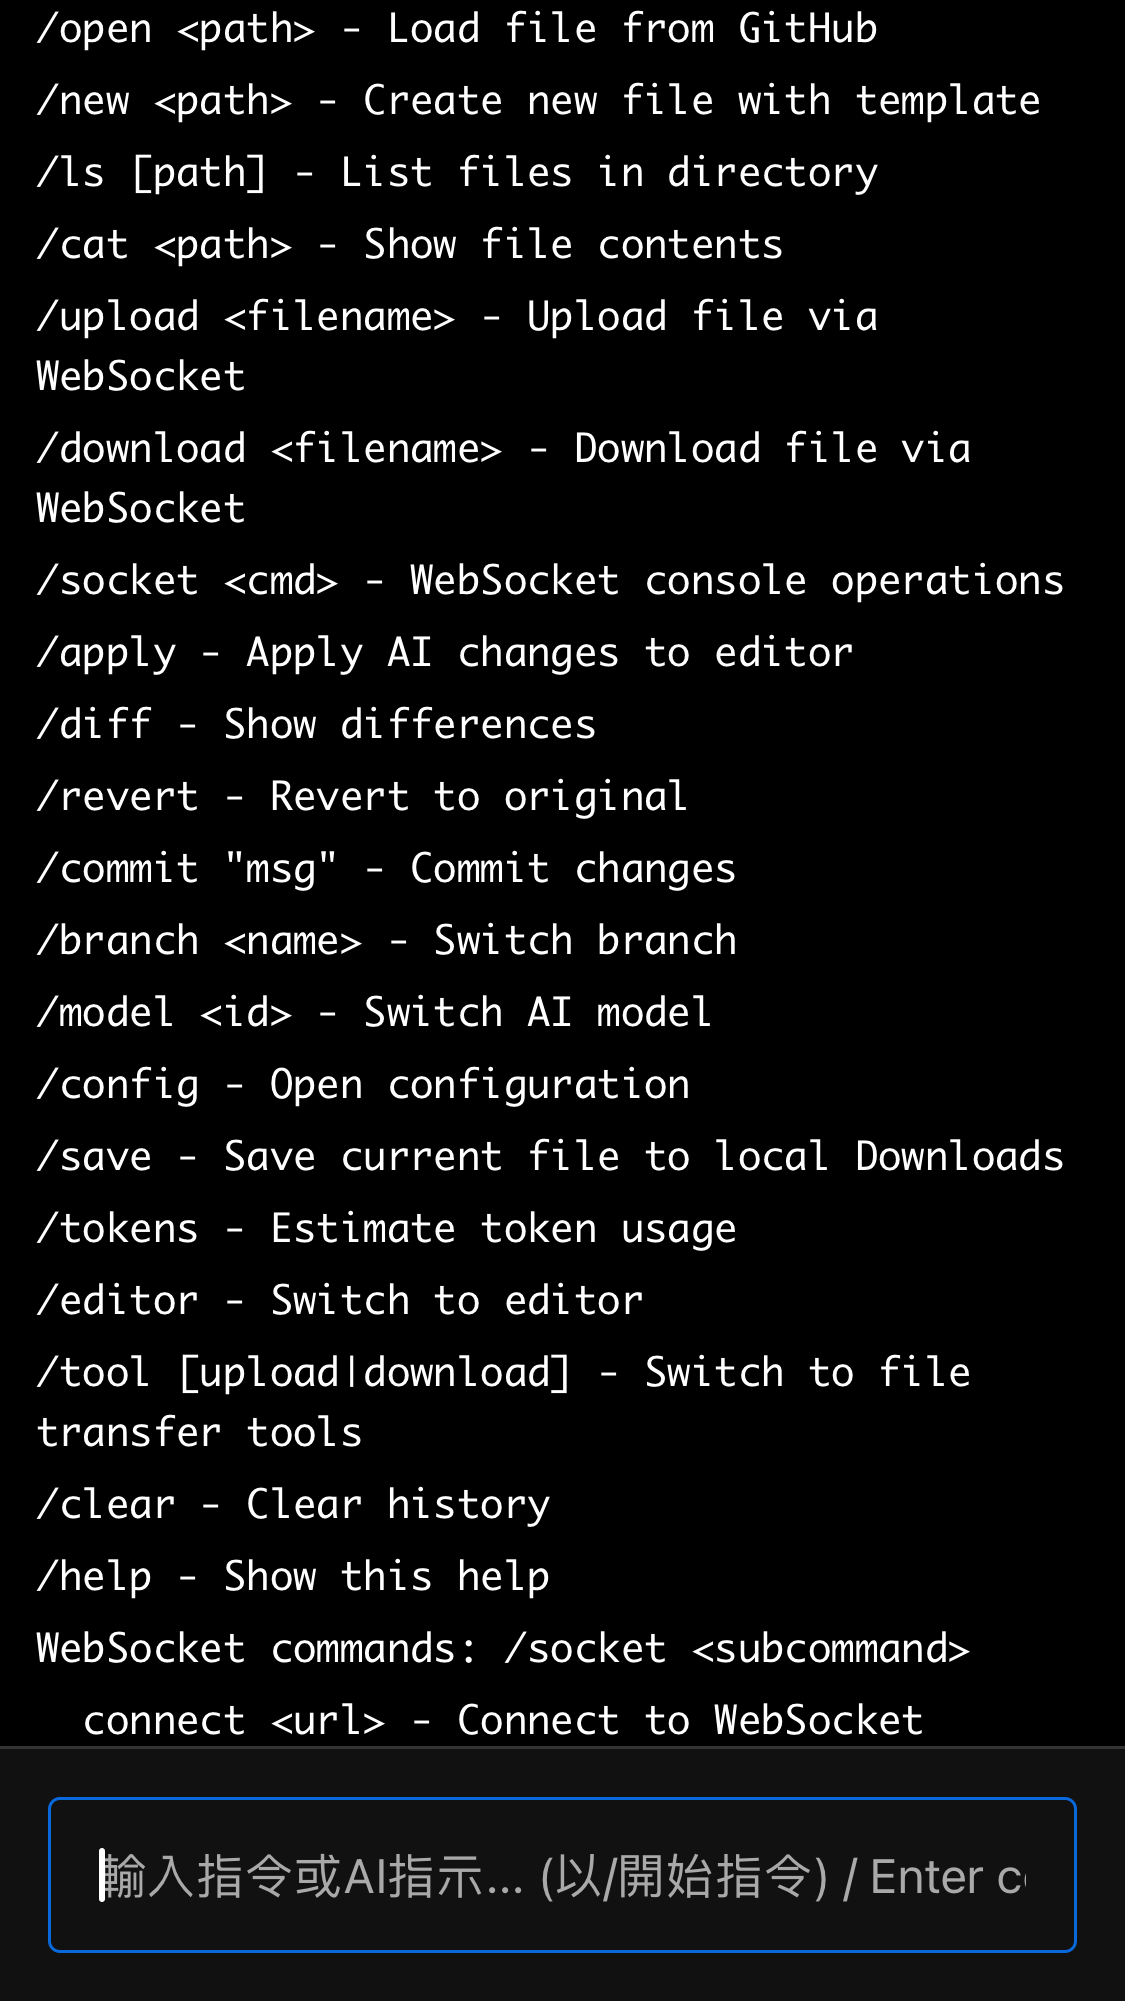 /open <path> - Load file from GitHub
/new <path> - Create new file with template
/ls [path] - List files in directory
/cat <path> - Show file contents
/upload <filename> - Upload file via
WebSocket
/download <filename> - Download file via
WebSocket
/socket <cmd> - WebSocket console operations
/apply - Apply AI changes to editor
/diff - Show differences
/revert - Revert to original
/commit "msg" - Commit changes
/branch <name> - Switch branch
/model <id> - Switch AI model
/config - Open configuration
/save - Save current file to local Downloads
/tokens - Estimate token usage
/editor - Switch to editor
/tool [upload|download] - Switch to file
transfer tools
/clear - Clear history
/help - Show this help
WebSocket commands: /socket <subcommand>
  connect <url> - Connect to WebSocket
輸入指令或AI指示... (以/開始指令) / Enter c